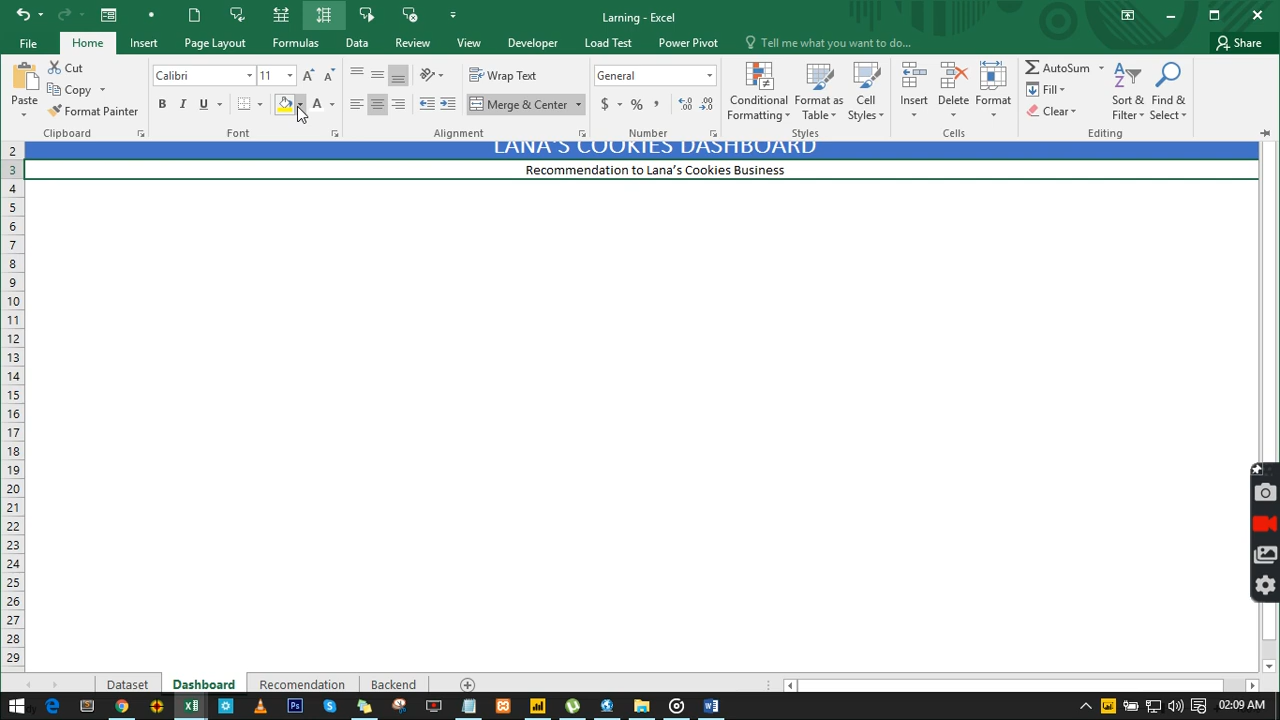 Larning - Excel
File Home Insert Page Layout Formulas Data Review View Developer Load Test Power Pivot Tell me what you want to do... Share
Paste Cut Copy Format Painter Clipboard
Calibri 11 B I U A Font
Wrap Text Merge & Center Alignment
General $ % , Number
Conditional Formatting Format as Table Cell Styles Styles
Insert Delete Format Cells
AutoSum Fill Clear Sort & Filter Find & Select Editing
2 LANA'S COOKIES DASHBOARD
3 Recommendation to Lana's Cookies Business
4
5
6
7
8
9
10
11
12
13
14
15
16
17
18
19
20
21
22
23
24
25
26
27
28
29
Dataset Dashboard Recomendation Backend
02:09 AM